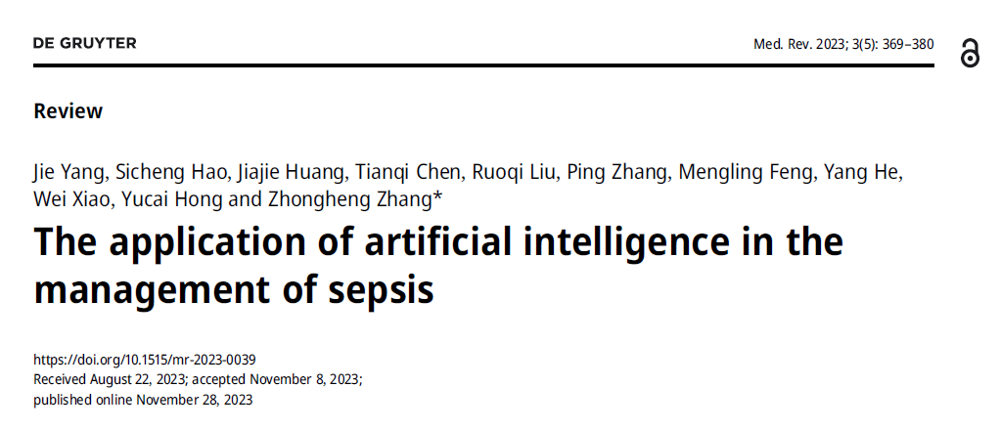 DE GRUYTER
Med. Rev. 2023; 3(5): 369–380
Review
Jie Yang, Sicheng Hao, Jiajie Huang, Tianqi Chen, Ruoqi Liu, Ping Zhang, Mengling Feng, Yang He,
Wei Xiao, Yucai Hong and Zhongheng Zhang*
The application of artificial intelligence in the
management of sepsis
https://doi.org/10.1515/mr-2023-0039
Received August 22, 2023; accepted November 8, 2023;
published online November 28, 2023